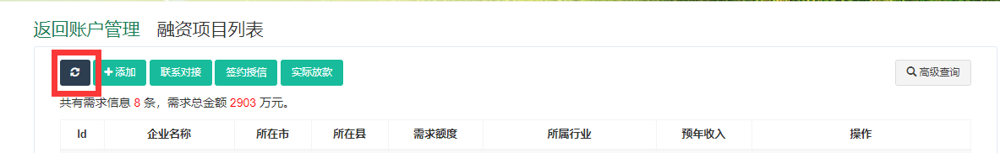 返回账户管理 融资项目列表
添加 联系对接 签约授信 实际放款 高级查询
共有需求信息 8 条，需求总金额 2903 万元。
Id 企业名称 所在市 所在县 需求额度 所属行业 预年收入 操作